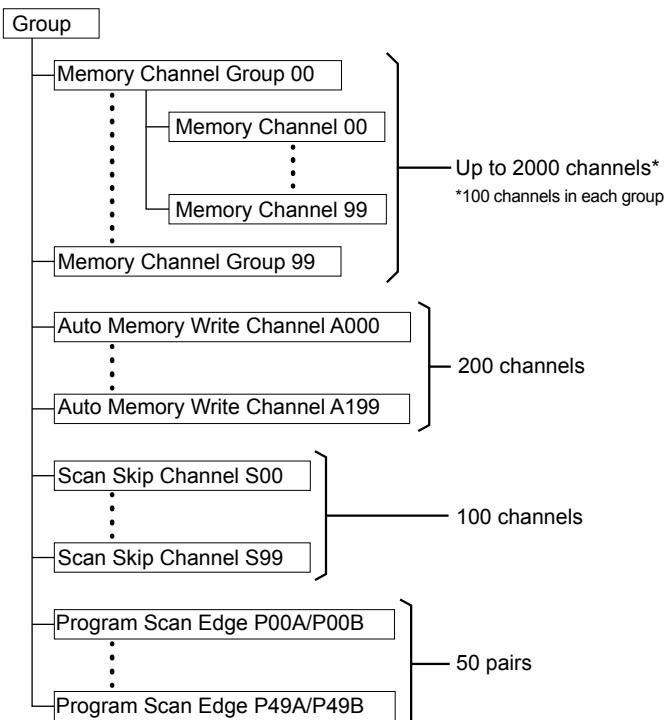 Group
Memory Channel Group 00
Memory Channel 00
Memory Channel 99
Memory Channel Group 99
Up to 2000 channels*
*100 channels in each group
Auto Memory Write Channel A000
Auto Memory Write Channel A199
200 channels
Scan Skip Channel S00
Scan Skip Channel S99
100 channels
Program Scan Edge P00A/P00B
Program Scan Edge P49A/P49B
50 pairs